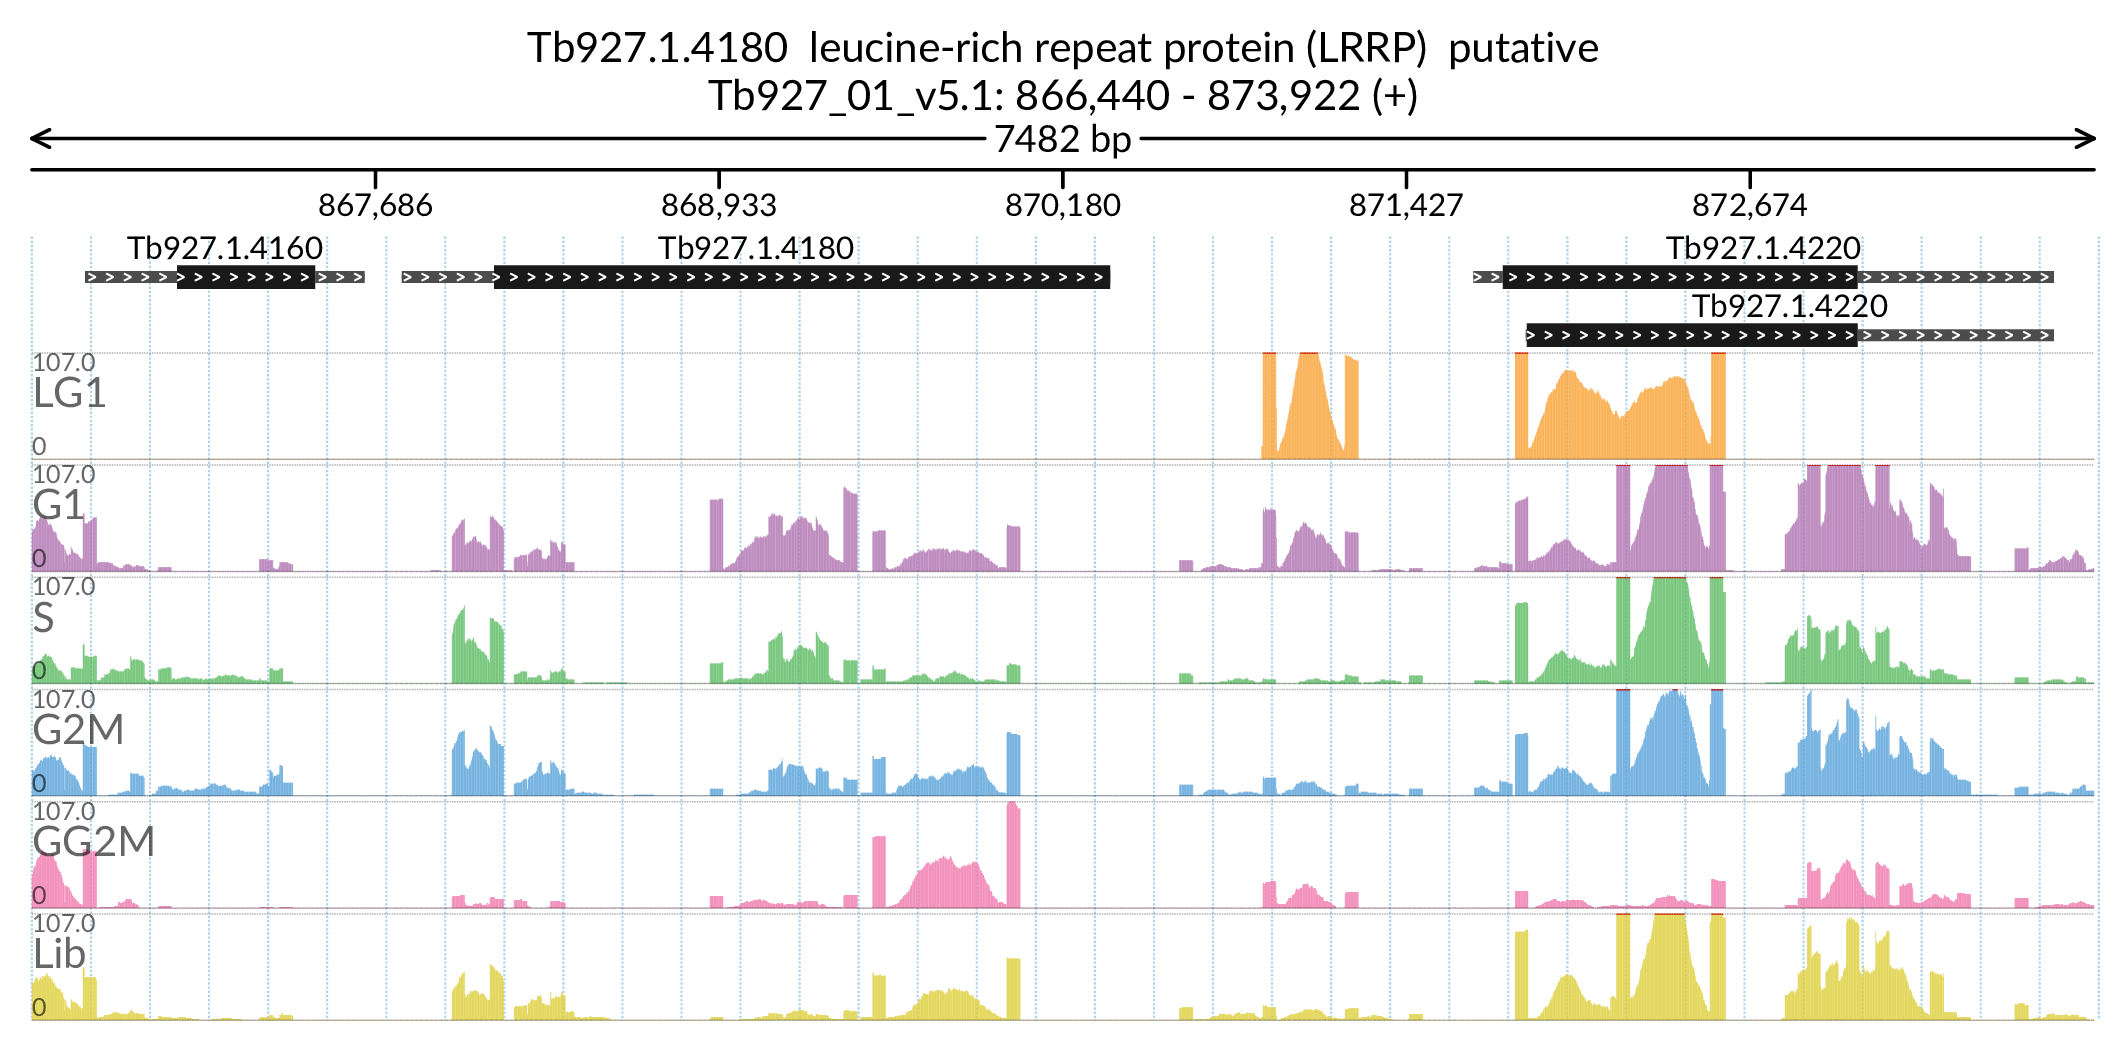 Tb927.1.4180 leucine-rich repeat protein (LRRP) putative
Tb927_01_v5.1: 866,440 - 873,922 (+)
7482 bp
867,686 868,933 870,180 871,427 872,674
Tb927.1.4160 Tb927.1.4180 Tb927.1.4220
Tb927.1.4220
107.0
LG1
0
107.0
G1
0
107.0
S
0
107.0
G2M
0
107.0
GG2M
0
107.0
Lib
0